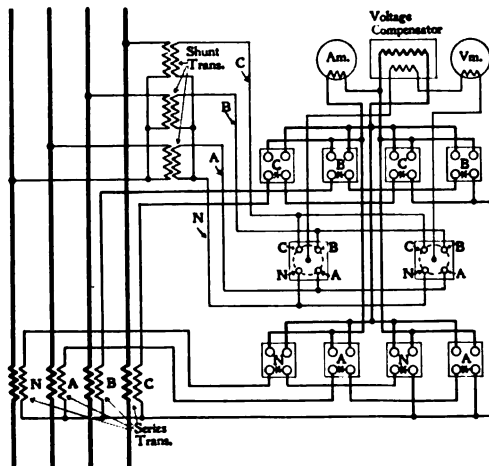 Voltage
Compensator
Am.
Vm.
Shunt
Trans.
C
B
A
N
C B C B
C B
N A
C B
N A
N A N A
N A B C
Series
Trans.